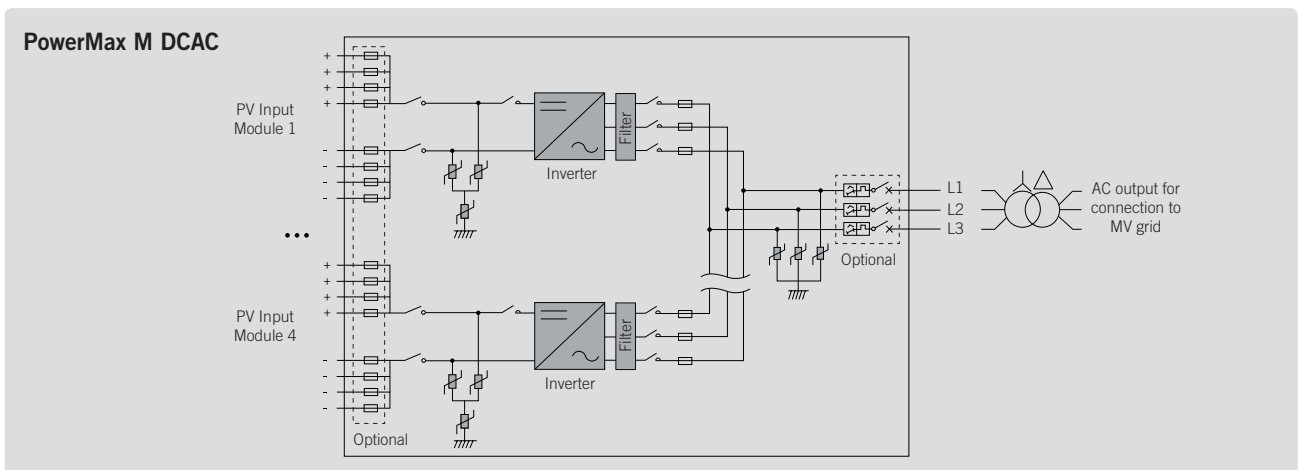 PowerMax M DCAC
+
+
+
+
PV Input
Module 1
-
-
-
-
Inverter
Filter
...
+
+
+
+
PV Input
Module 4
-
-
-
-
Optional
Inverter
Filter
L1
L2
L3
Optional
AC output for
connection to
MV grid